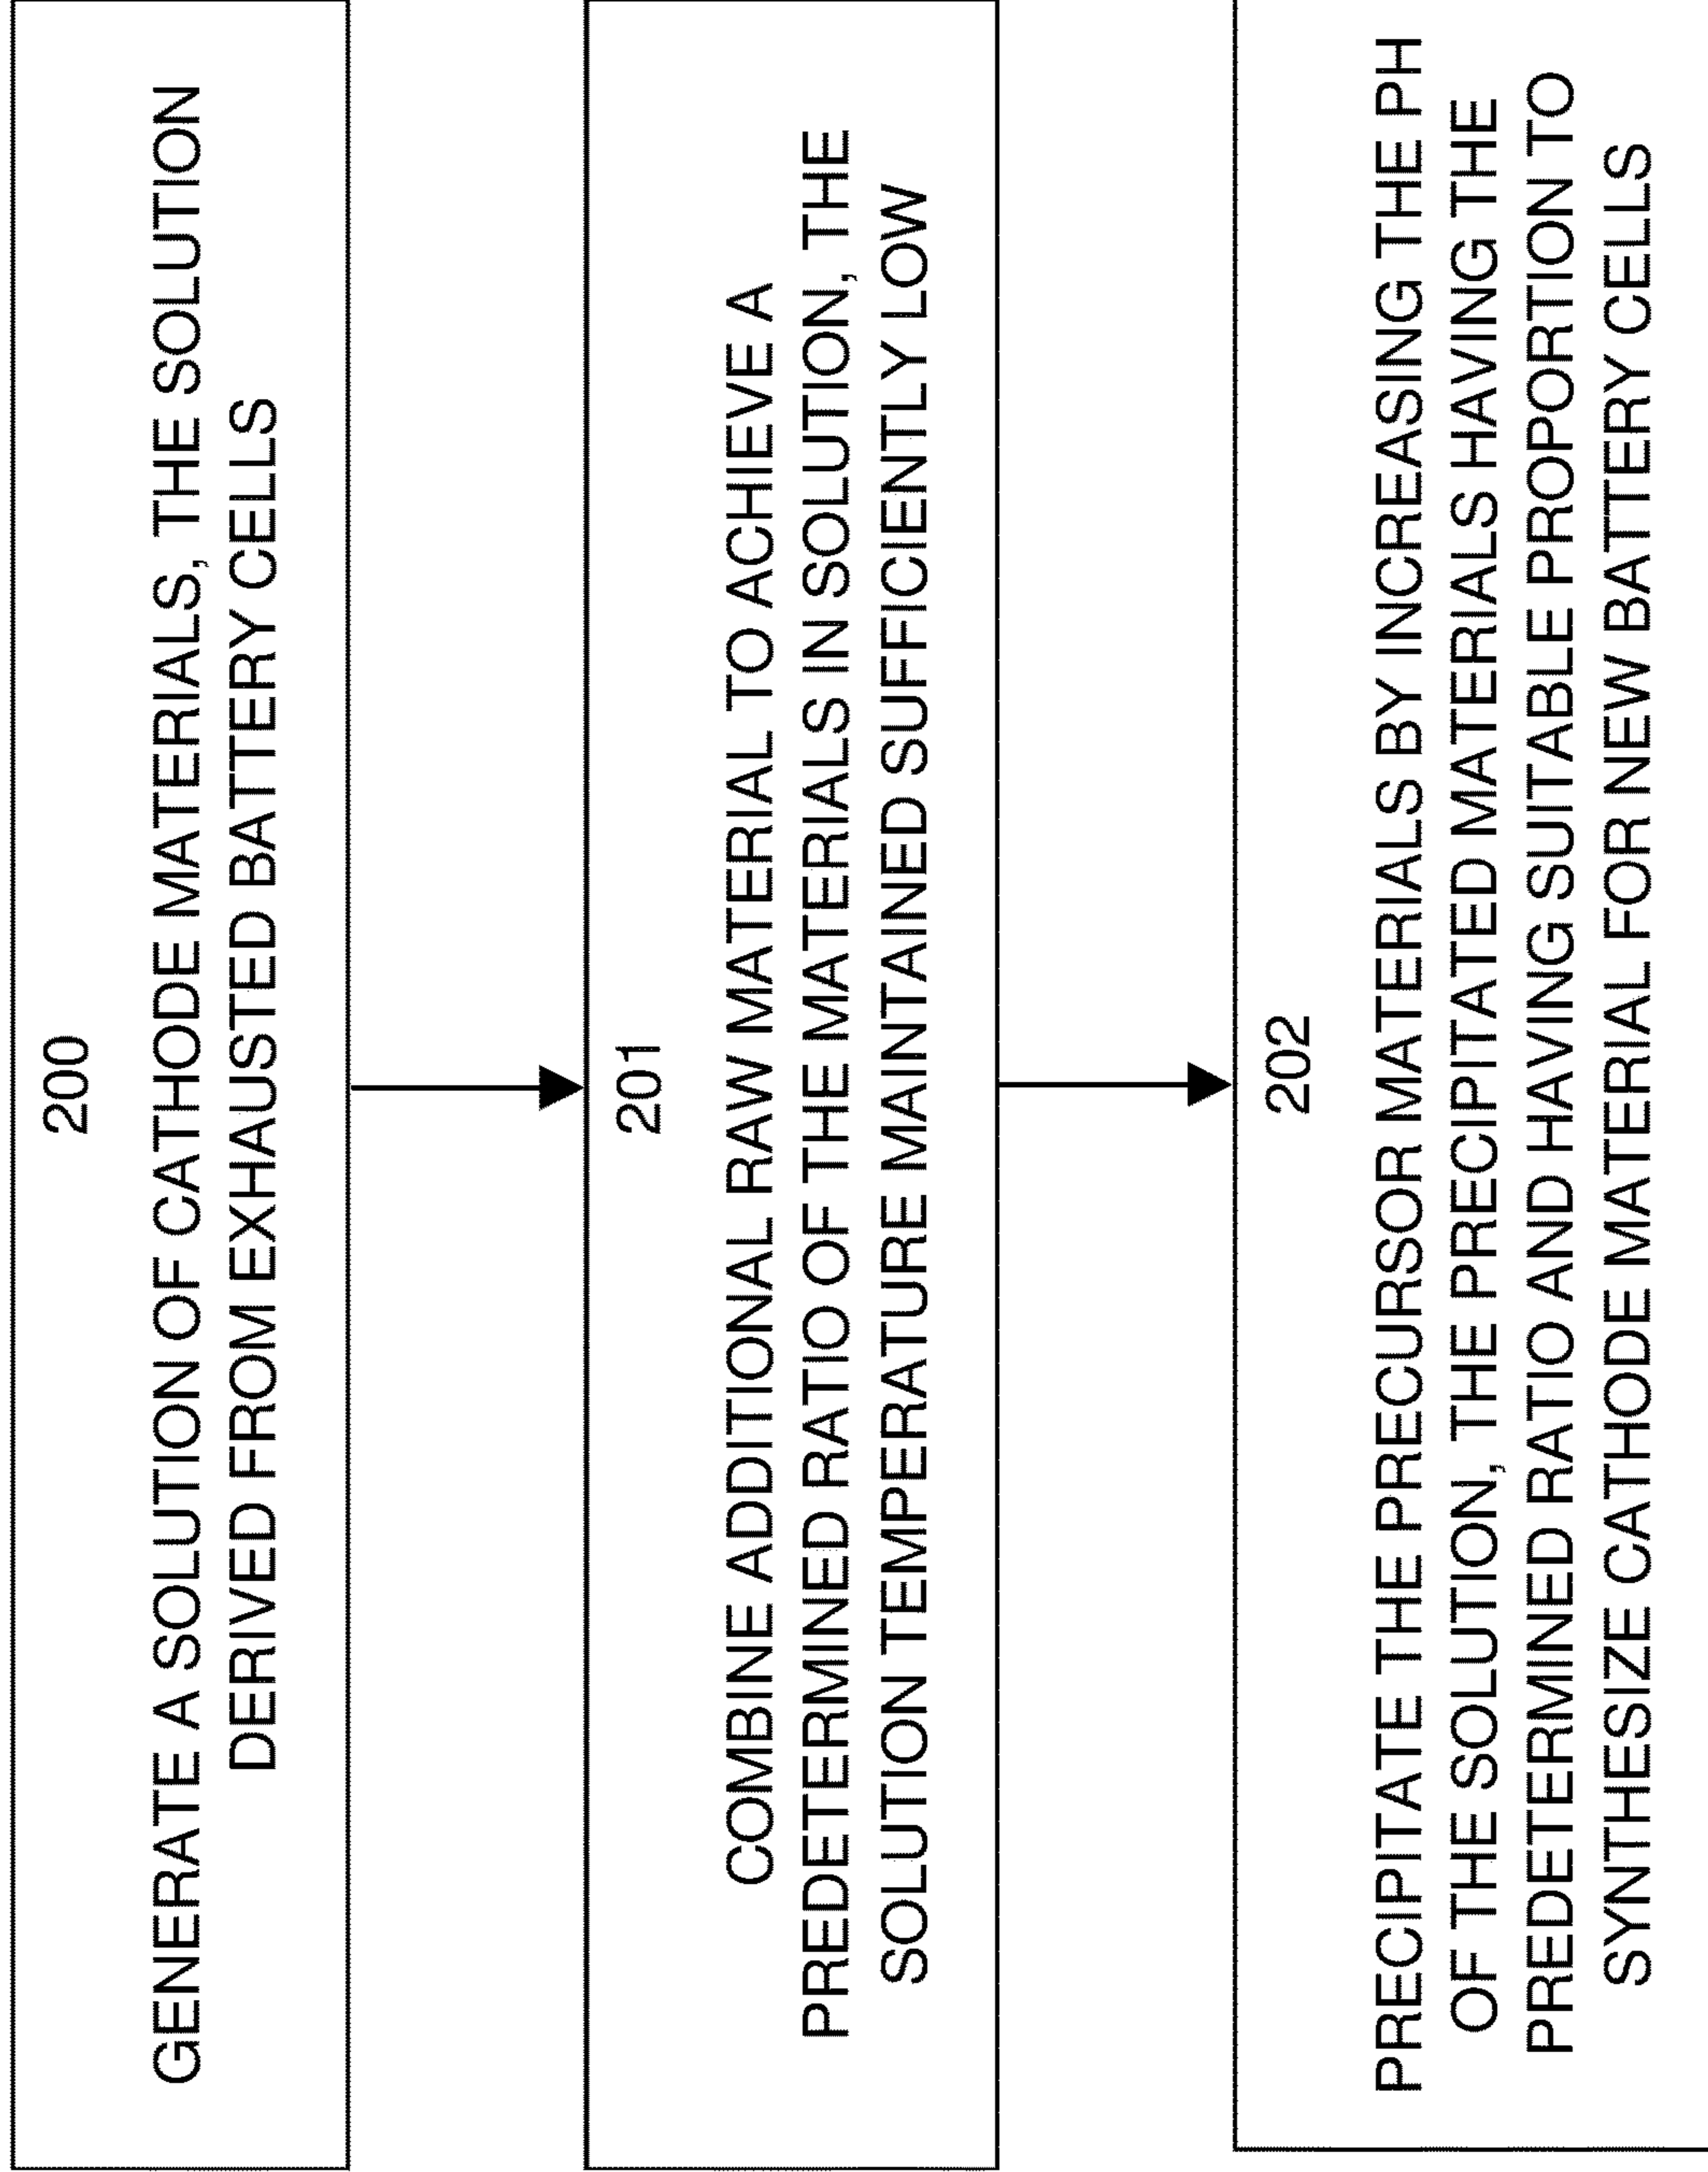 200
GENERATE A SOLUTION OF CATHODE MATERIALS, THE SOLUTION
DERIVED FROM EXHAUSTED BATTERY CELLS
201
COMBINE ADDITIONAL RAW MATERIAL TO ACHIEVE A
PREDETERMINED RATIO OF THE MATERIALS IN SOLUTION, THE
SOLUTION TEMPERATURE MAINTAINED SUFFICIENTLY LOW
202
PRECIPITATE THE PRECURSOR MATERIALS BY INCREASING THE PH
OF THE SOLUTION, THE PRECIPITATED MATERIALS HAVING THE
PREDETERMINED RATIO AND HAVING SUITABLE PROPORTION TO
SYNTHESIZE CATHODE MATERIAL FOR NEW BATTERY CELLS